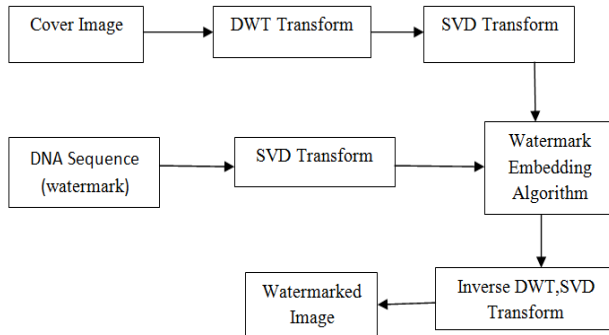 Cover Image
DWT Transform
SVD Transform
DNA Sequence
(watermark)
SVD Transform
Watermark
Embedding
Algorithm
Inverse DWT,SVD
Transform
Watermarked
Image